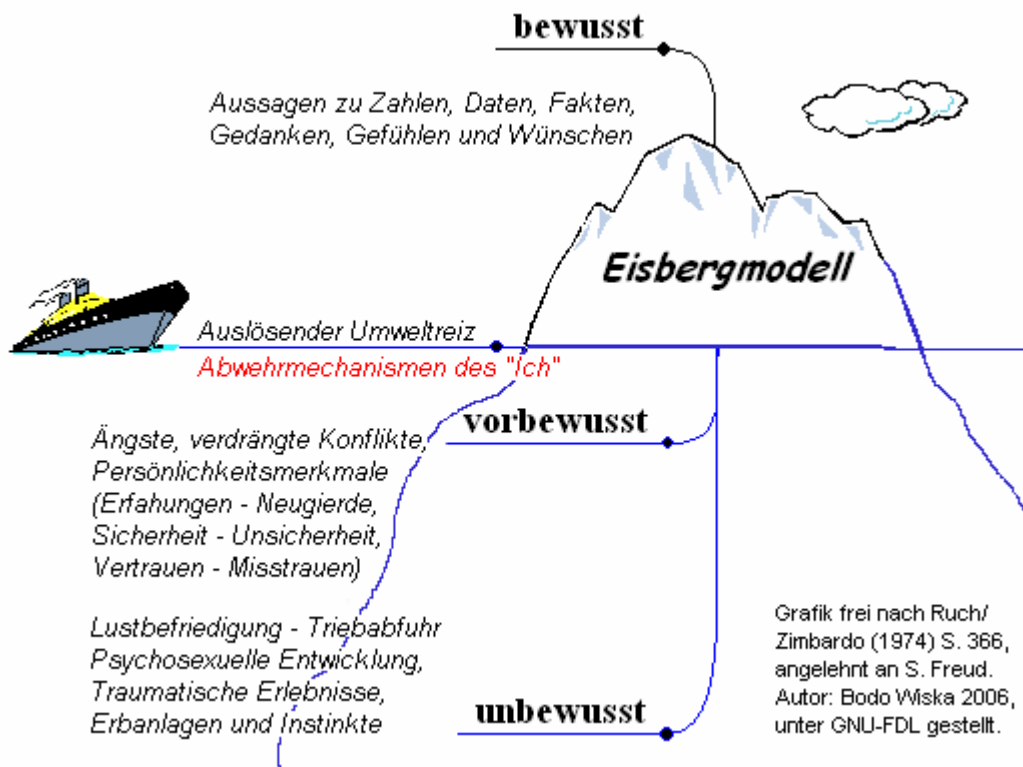 bewusst
Aussagen zu Zahlen, Daten, Fakten,
Gedanken, Gefühlen und Wünschen
Eisbergmodell
Auslösender Umweltreiz
Abwehrmechanismen des "Ich"
vorbewusst
Ängste, verdrängte Konflikte,
Persönlichkeitsmerkmale
(Erfahungen - Neugierde,
Sicherheit - Unsicherheit,
Vertrauen - Misstrauen)
Lustbefriedigung - Triebabfuhr
Psychosexuelle Entwicklung,
Traumatische Erlebnisse,
Erbanlagen und Instinkte
unbewusst
Grafik frei nach Ruch/
Zimbardo (1974) S. 366,
angelehnt an S. Freud.
Autor: Bodo Wiska 2006,
unter GNU-FDL gestellt.